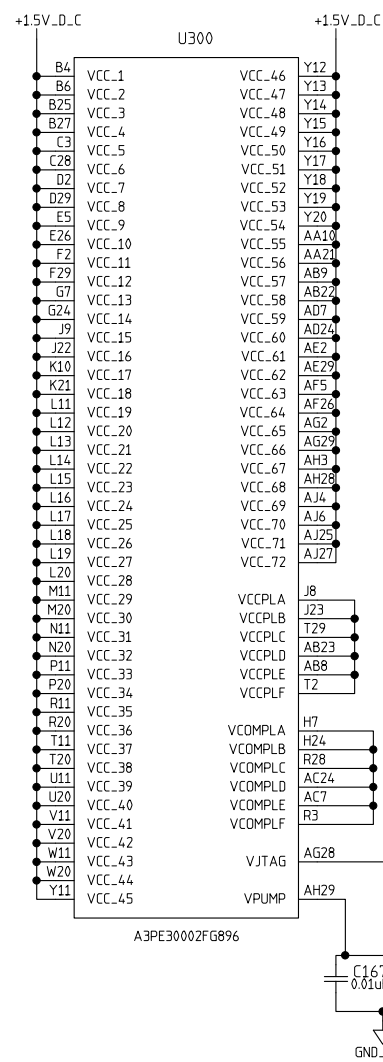 +1.5V_D_C +1.5V_D_C
U300
B4 VCC_1 VCC_46 Y12
B6 VCC_2 VCC_47 Y13
B25 VCC_3 VCC_48 Y14
B27 VCC_4 VCC_49 Y15
C3 VCC_5 VCC_50 Y16
C28 VCC_6 VCC_51 Y17
D2 VCC_7 VCC_52 Y18
D29 VCC_8 VCC_53 Y19
E5 VCC_9 VCC_54 Y20
E26 VCC_10 VCC_55 AA10
F2 VCC_11 VCC_56 AA21
F29 VCC_12 VCC_57 AB9
G7 VCC_13 VCC_58 AB22
G24 VCC_14 VCC_59 AD7
J9 VCC_15 VCC_60 AD24
J22 VCC_16 VCC_61 AE2
K10 VCC_17 VCC_62 AE29
K21 VCC_18 VCC_63 AF5
L11 VCC_19 VCC_64 AF26
L12 VCC_20 VCC_65 AG2
L13 VCC_21 VCC_66 AG29
L14 VCC_22 VCC_67 AH3
L15 VCC_23 VCC_68 AH28
L16 VCC_24 VCC_69 AJ4
L17 VCC_25 VCC_70 AJ6
L18 VCC_26 VCC_71 AJ25
L19 VCC_27 VCC_72 AJ27
L20 VCC_28
M11 VCC_29 VCCPLA J8
M20 VCC_30 VCCPLB J23
N11 VCC_31 VCCPLC T29
N20 VCC_32 VCCPLD AB23
P11 VCC_33 VCCPLE AB8
P20 VCC_34 VCCPLF T2
R11 VCC_35
R20 VCC_36 VCOMPLA H7
T11 VCC_37 VCOMPLB H24
T20 VCC_38 VCOMPLC R28
U11 VCC_39 VCOMPLD AC24
U20 VCC_40 VCOMPLE AC7
V11 VCC_41 VCOMPLF R3
V20 VCC_42
W11 VCC_43 VJTAG AG28
W20 VCC_44
Y11 VCC_45 VPUMP AH29
A3PE30002FG896
C167
0.01u
GND_